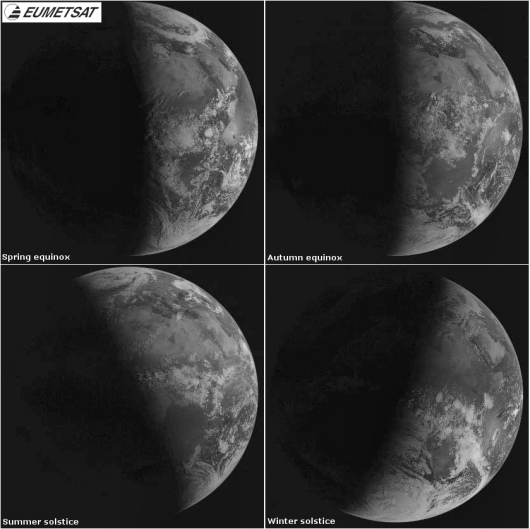 EUMETSAT
Spring equinox
Autumn equinox
Summer solstice
Winter solstice